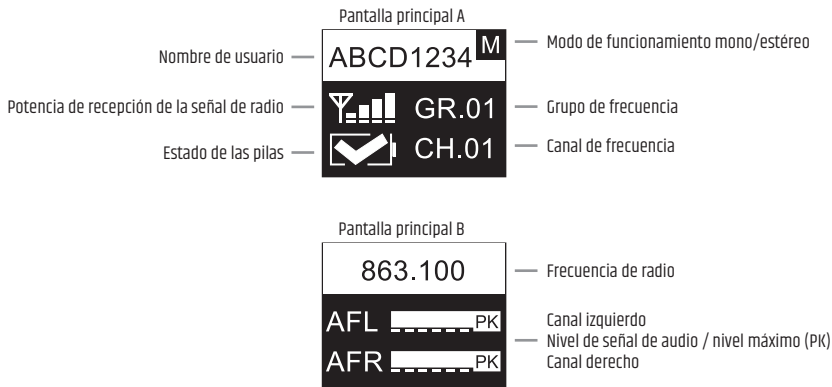 Pantalla principal A
Nombre de usuario
ABCD1234
M
Modo de funcionamiento mono/estéreo
Potencia de recepción de la señal de radio
GR.01
Grupo de frecuencia
Estado de las pilas
CH.01
Canal de frecuencia
Pantalla principal B
863.100
Frecuencia de radio
AFL
PK
Canal izquierdo
Nivel de señal de audio / nivel máximo (PK)
AFR
PK
Canal derecho